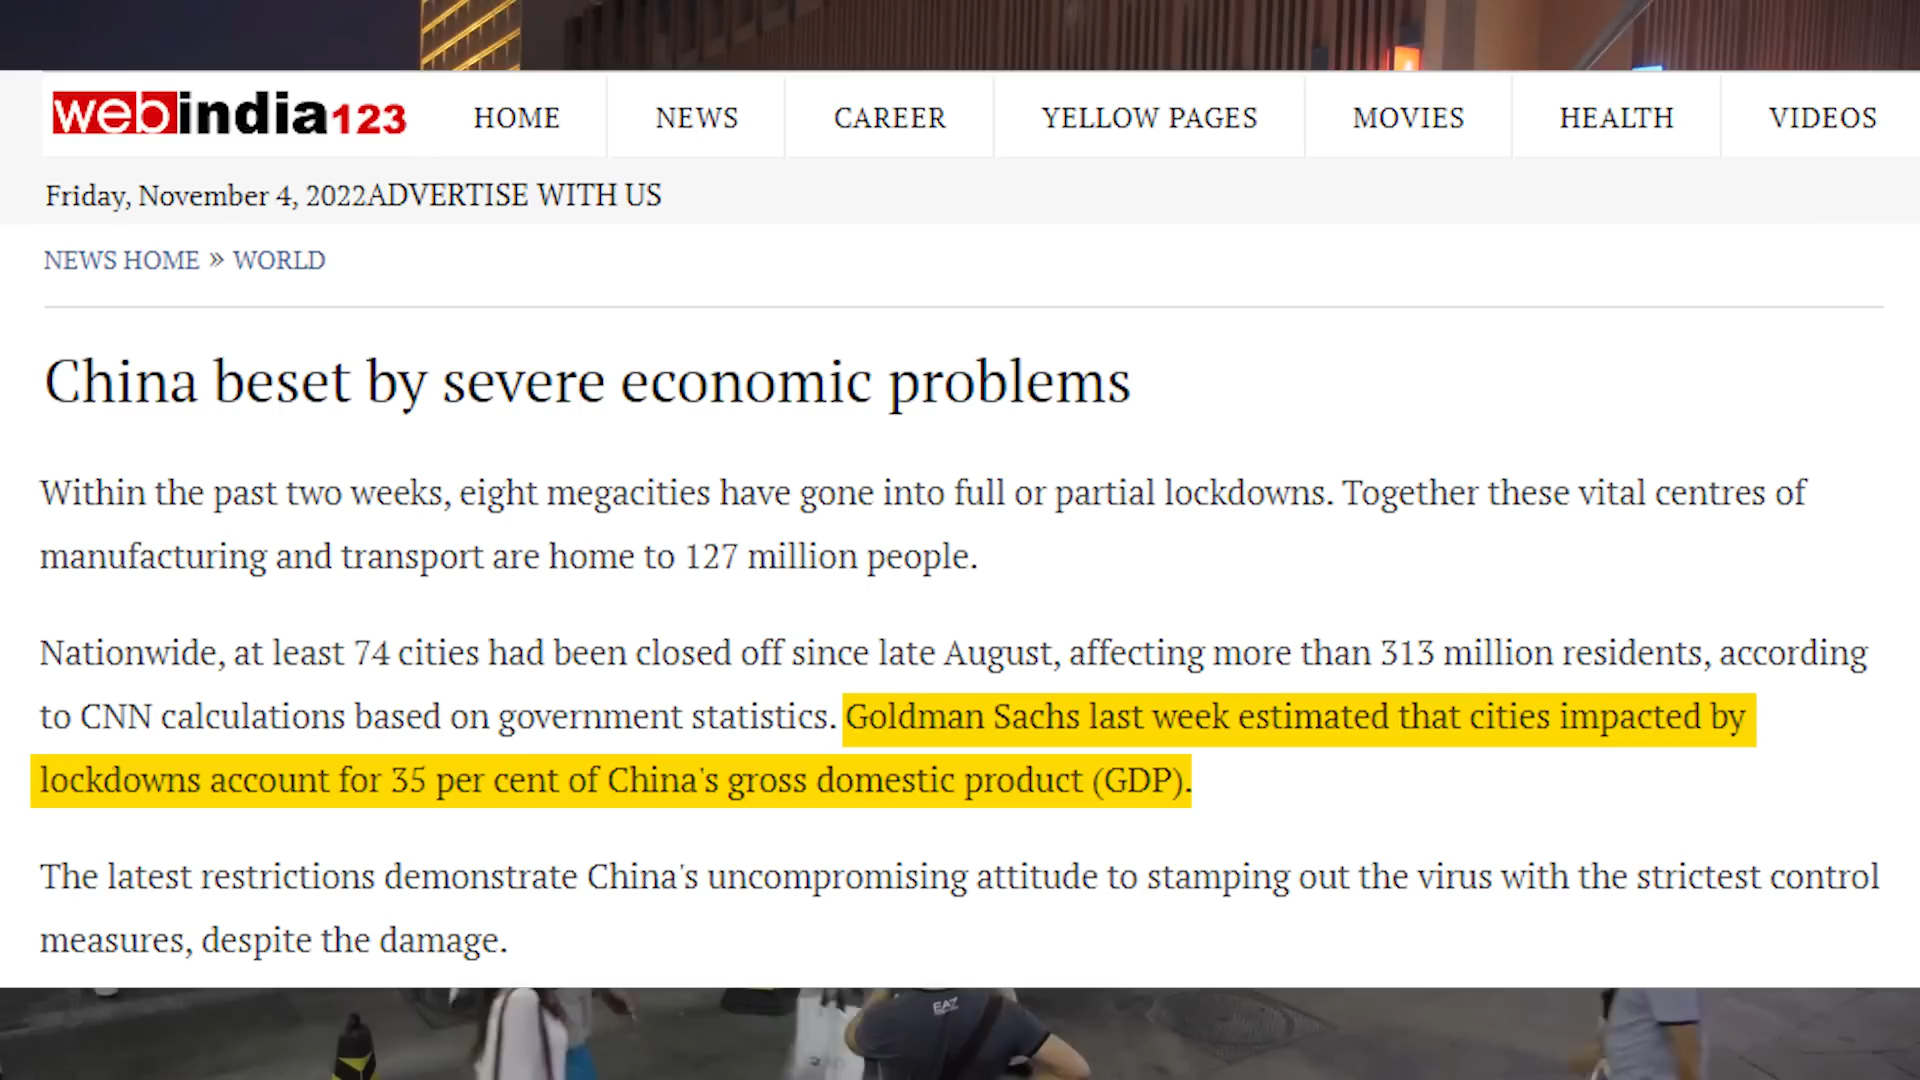 webindia123 HOME NEWS CAREER YELLOW PAGES MOVIES HEALTH VIDEOS
Friday, November 4, 2022ADVERTISE WITH US
NEWS HOME » WORLD
China beset by severe economic problems
Within the past two weeks, eight megacities have gone into full or partial lockdowns. Together these vital centres of
manufacturing and transport are home to 127 million people.
Nationwide, at least 74 cities had been closed off since late August, affecting more than 313 million residents, according
to CNN calculations based on government statistics. Goldman Sachs last week estimated that cities impacted by
lockdowns account for 35 per cent of China's gross domestic product (GDP).
The latest restrictions demonstrate China's uncompromising attitude to stamping out the virus with the strictest control
measures, despite the damage.
EA7